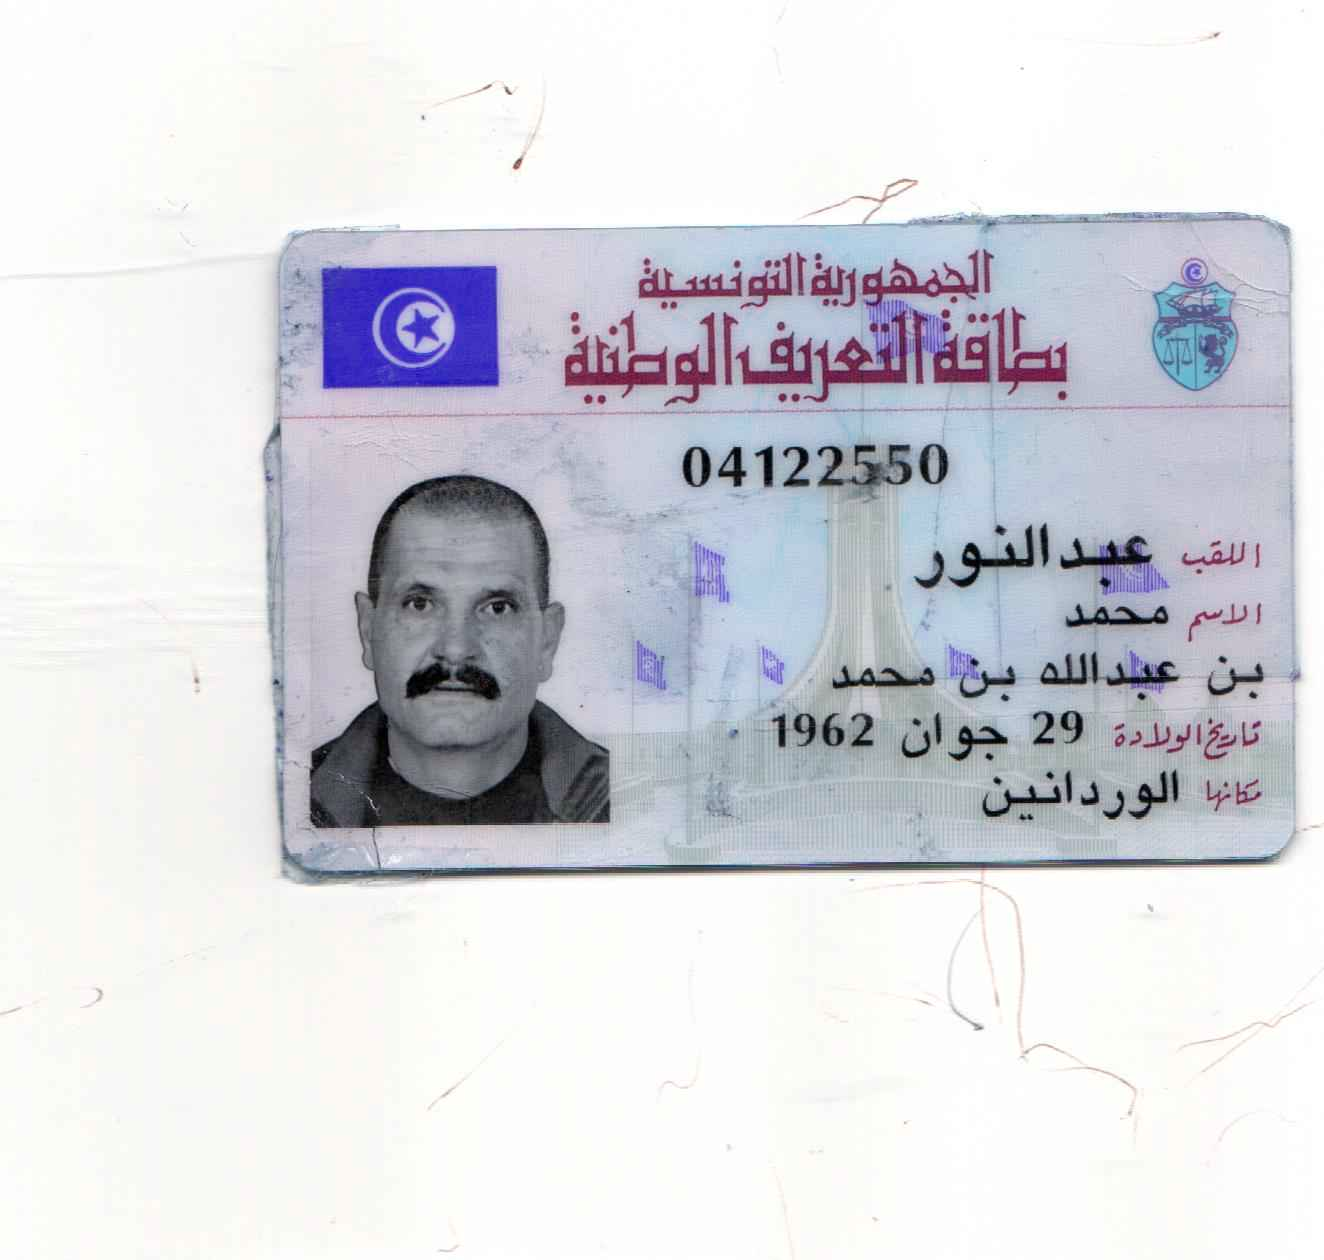 الجمهورية التونسية
بطاقة التعريف الوطنية
04122550
اللقب عبدالنور
الاسم محمد
بن عبدالله بن محمد
تاريخ الولادة 29 جوان 1962
مكانها الوردانين